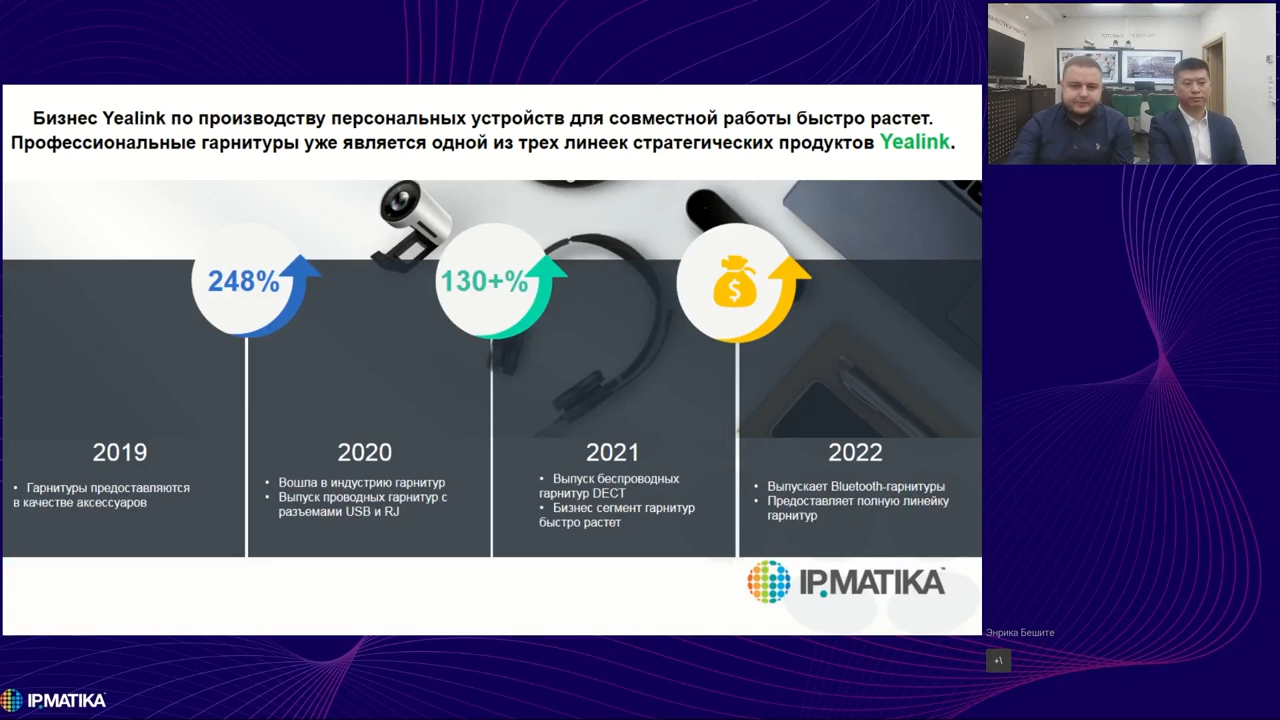 Бизнес Yealink по производству персональных устройств для совместной работы быстро растет.
Профессиональные гарнитуры уже является одной из трех линеек стратегических продуктов Yealink.
248%
130+%
$
2019
• Гарнитуры предоставляются
в качестве аксессуаров
2020
• Вошла в индустрию гарнитур
• Выпуск проводных гарнитур с
разъемами USB и RJ
2021
• Выпуск беспроводных
гарнитур DECT
• Бизнес сегмент гарнитур
быстро растет
2022
• Выпускает Bluetooth-гарнитуры
• Предоставляет полную линейку
гарнитур
IP.MATIKA™
Энрика Бешите
+\
IP.MATIKA